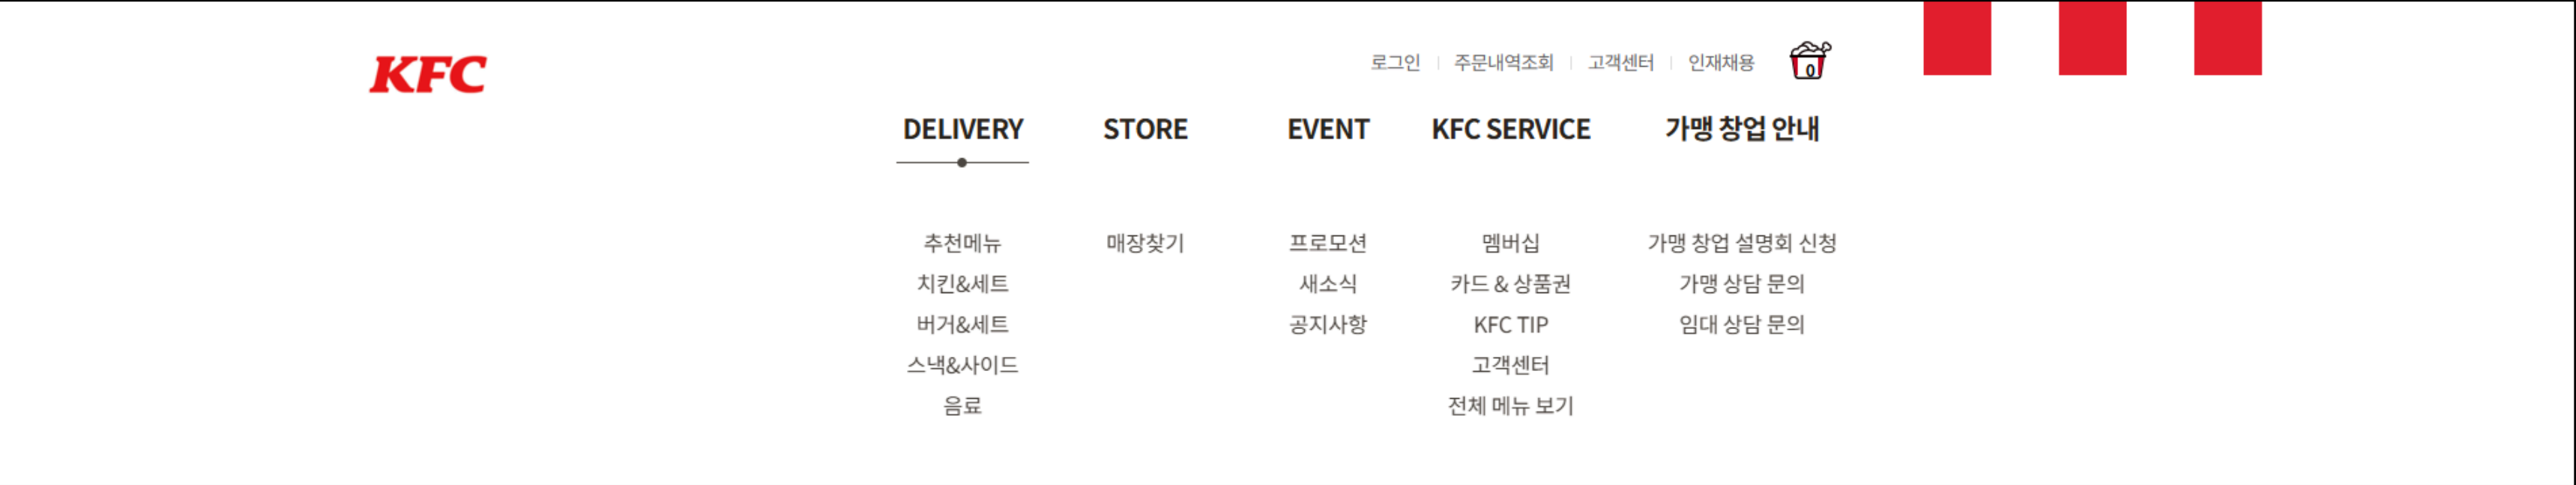 KFC
로그인 주문내역조회 고객센터 인재채용 0
DELIVERY STORE EVENT KFC SERVICE 가맹 창업 안내
추천메뉴 매장찾기 프로모션 멤버십 가맹 창업 설명회 신청
치킨&세트 새소식 카드 & 상품권 가맹 상담 문의
버거&세트 공지사항 KFC TIP 임대 상담 문의
스낵&사이드 고객센터
음료 전체 메뉴 보기